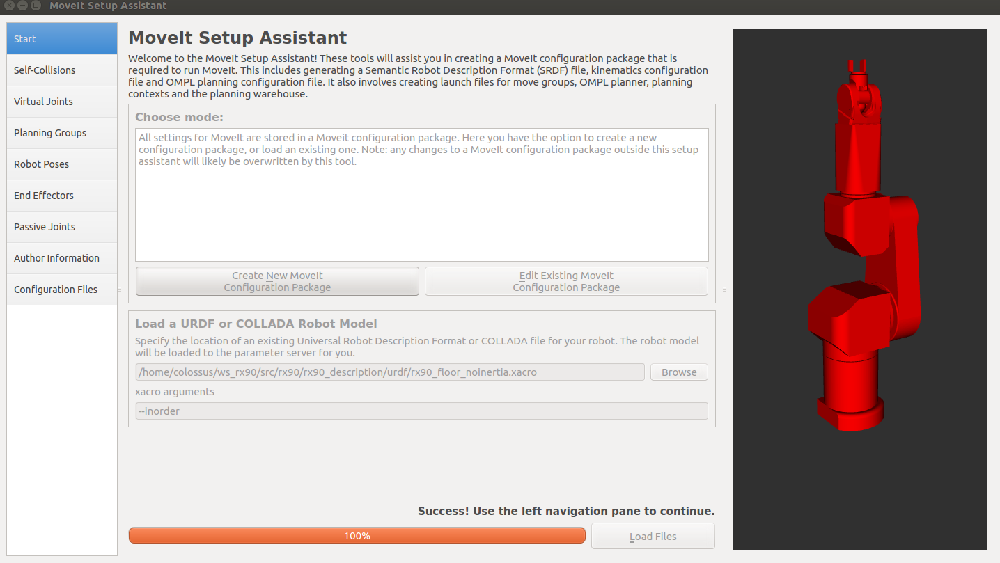 MoveIt Setup Assistant
Start
Self-Collisions
Virtual Joints
Planning Groups
Robot Poses
End Effectors
Passive Joints
Author Information
Configuration Files
MoveIt Setup Assistant
Welcome to the MoveIt Setup Assistant! These tools will assist you in creating a MoveIt configuration package that is
required to run MoveIt. This includes generating a Semantic Robot Description Format (SRDF) file, kinematics configuration
file and OMPL planning configuration file. It also involves creating launch files for move groups, OMPL planner, planning
contexts and the planning warehouse.
Choose mode:
All settings for MoveIt are stored in a Moveit configuration package. Here you have the option to create a new
configuration package, or load an existing one. Note: any changes to a MoveIt configuration package outside this setup
assistant will likely be overwritten by this tool.
Create New MoveIt
Configuration Package
Edit Existing MoveIt
Configuration Package
Load a URDF or COLLADA Robot Model
Specify the location of an existing Universal Robot Description Format or COLLADA file for your robot. The robot model
will be loaded to the parameter server for you.
/home/colossus/ws_rx90/src/rx90/rx90_description/urdf/rx90_floor_noinertia.xacro
Browse
xacro arguments
--inorder
Success! Use the left navigation pane to continue.
100%
Load Files